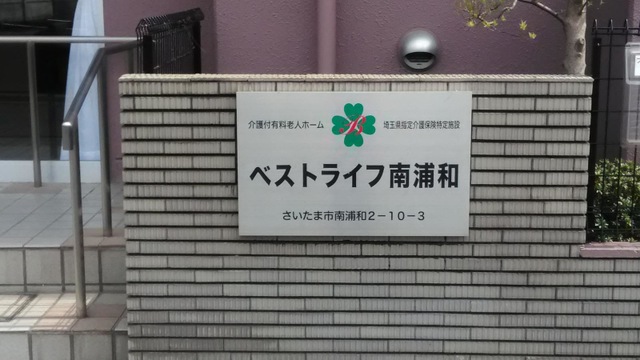 介護付有料老人ホーム 埼玉県指定介護保険特定施設
ベストライフ南浦和
さいたま市南浦和2-10-3